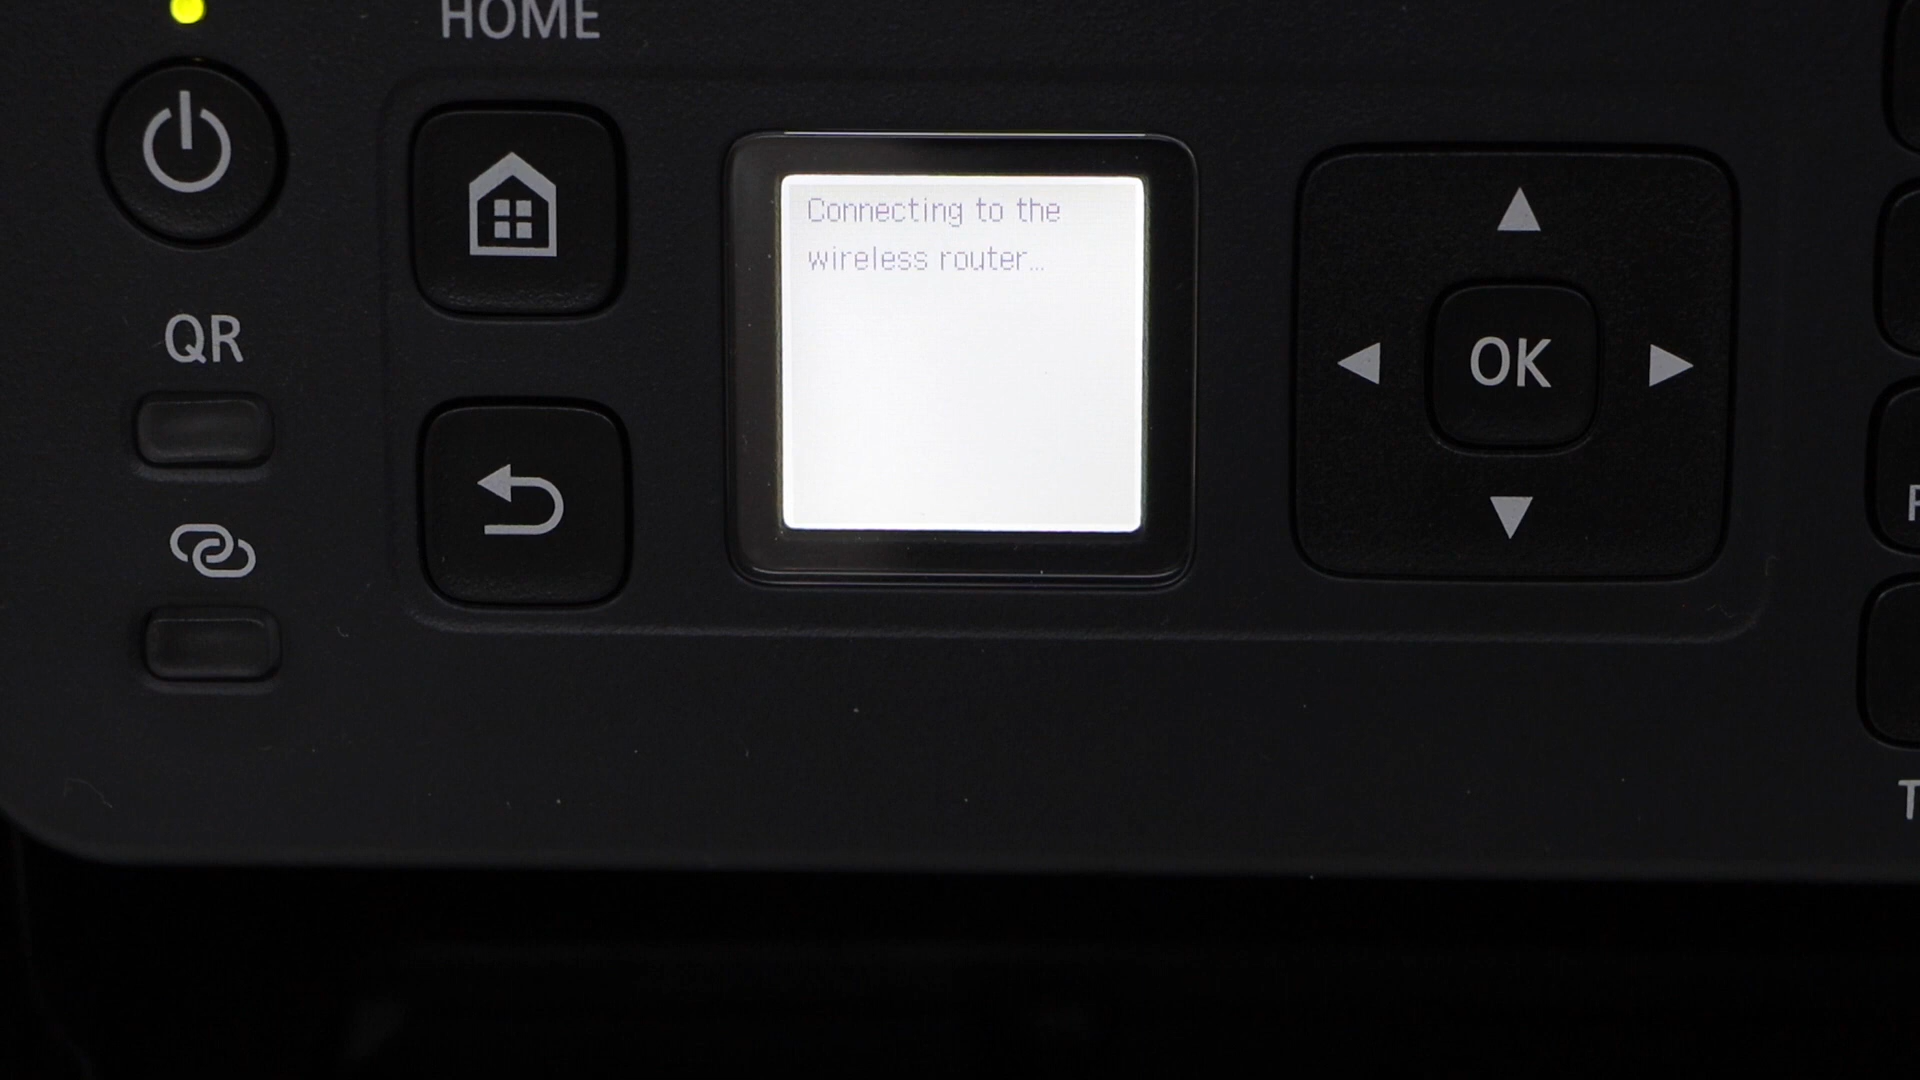 HOME
QR
Connecting to the
wireless router...
OK